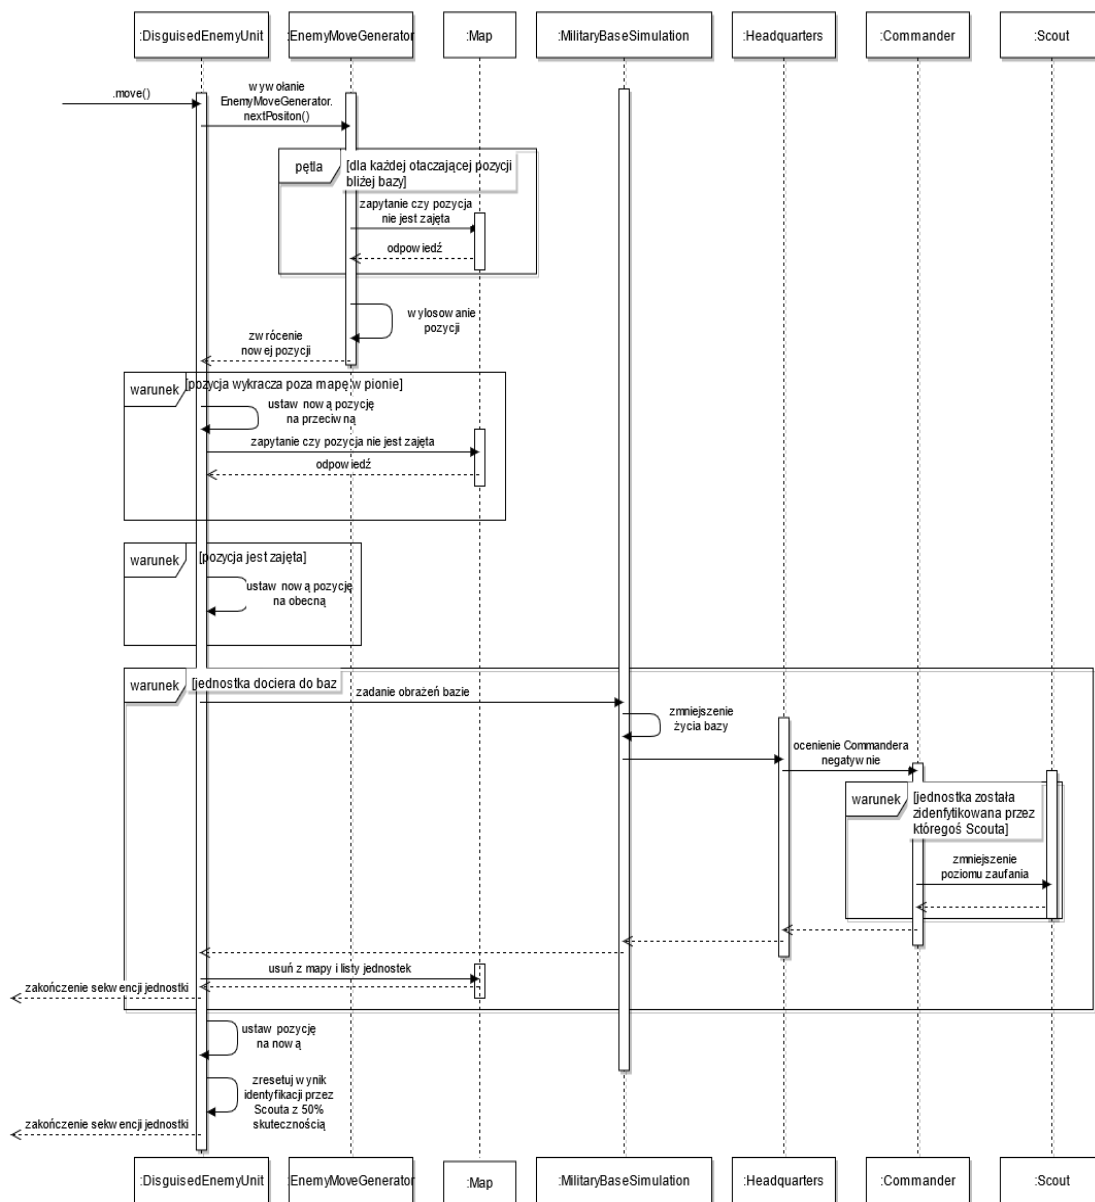 :DisguisedEnemyUnit
:EnemyMoveGenerator
:Map
:MilitaryBaseSimulation
:Headquarters
:Commander
:Scout
.move()
wywołanie
EnemyMoveGenerator.
nextPositon()
pętla
[dla każdej otaczającej pozycji
bliżej bazy]
zapytanie czy pozycja
nie jest zajęta
odpowiedź
wylosowanie
pozycji
zwrócenie
nowej pozycji
warunek
[pozycja wykracza poza mapę w pionie]
ustaw nową pozycję
na przeciwną
zapytanie czy pozycja nie jest zajęta
odpowiedź
warunek
[pozycja jest zajęta]
ustaw nową pozycję
na obecną
warunek
[jednostka dociera do baz
zadanie obrażeń bazie
zmniejszenie
życia bazy
ocenienie Commandera
negatywnie
warunek
[jednostka została
zidenfytikowana przez
któregoś Scouta]
zmniejszenie
poziomu zaufania
usuń z mapy i listy jednostek
zakończenie sekwencji jednostki
ustaw pozycję
na nową
zresetuj wynik
identyfikacji przez
Scouta z 50%
skutecznością
zakończenie sekwencji jednostki
:DisguisedEnemyUnit
:EnemyMoveGenerator
:Map
:MilitaryBaseSimulation
:Headquarters
:Commander
:Scout